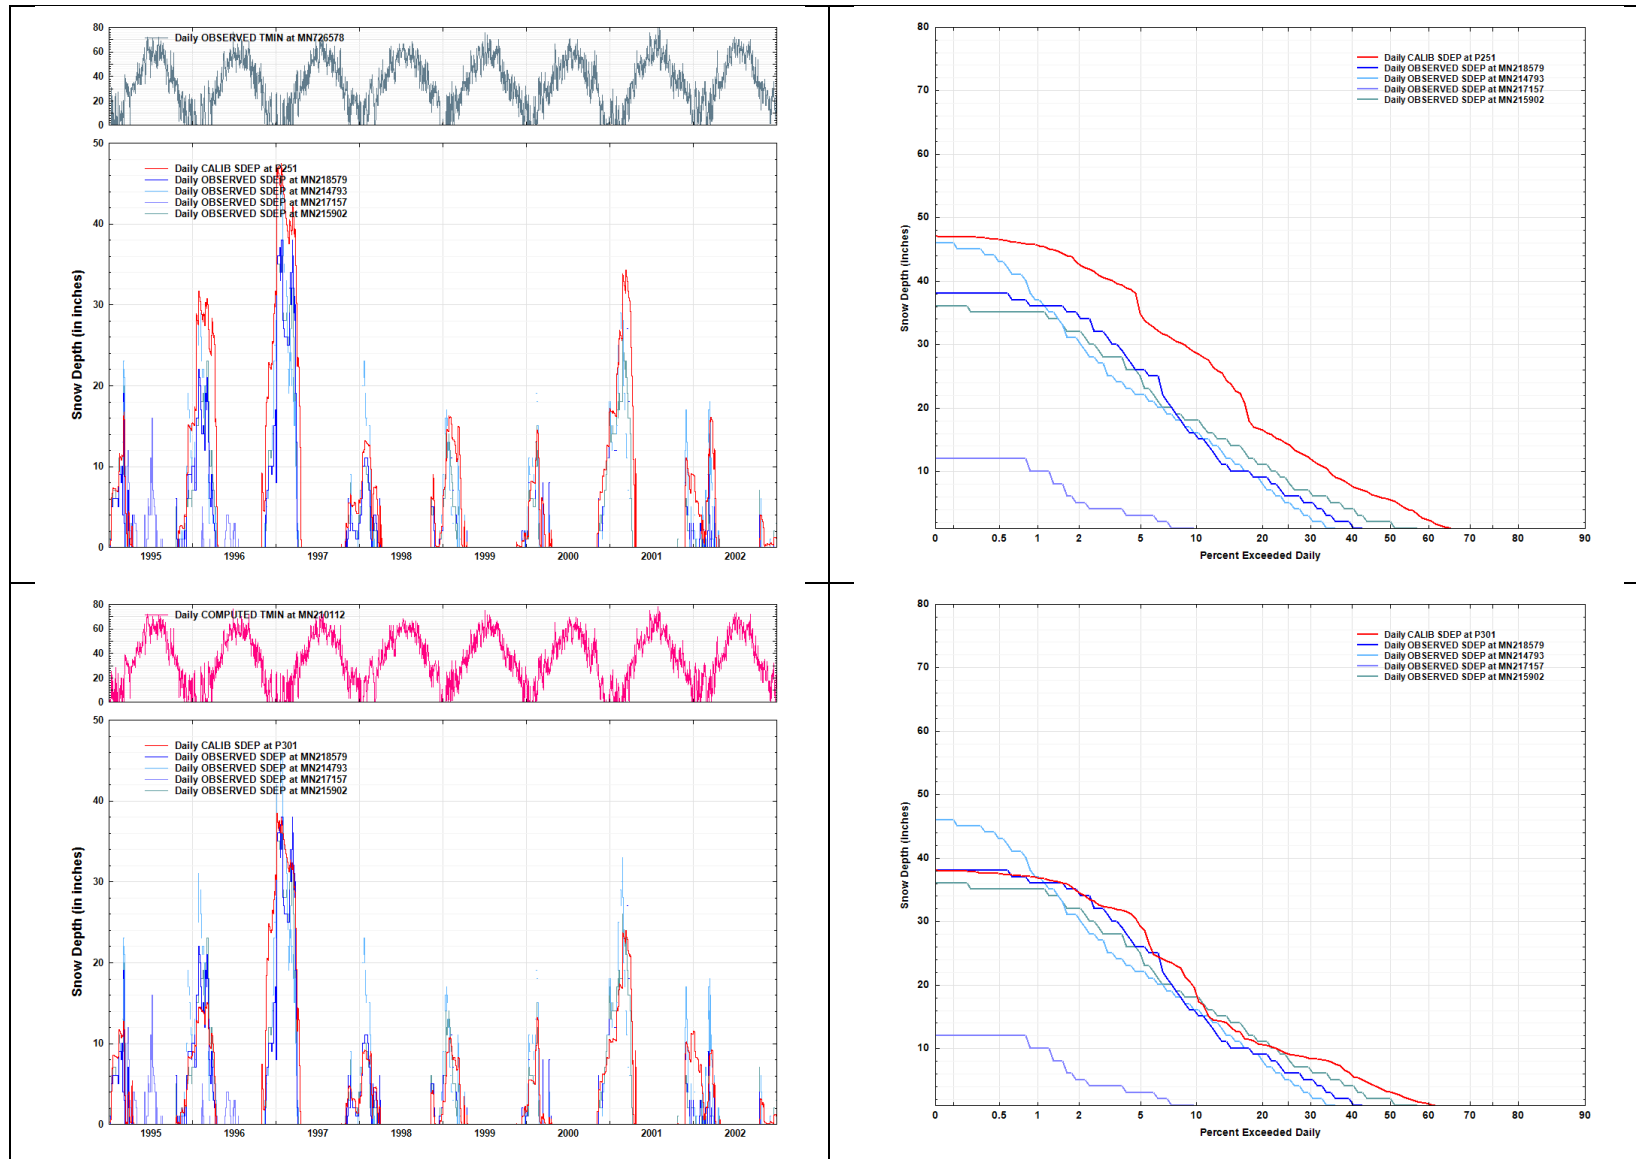 80
60
40
20
0
Daily OBSERVED TMIN at MN726578
50
40
30
20
10
0
Snow Depth (in inches)
Daily CALIB SDEP at P251
Daily OBSERVED SDEP at MN218579
Daily OBSERVED SDEP at MN214793
Daily OBSERVED SDEP at MN217157
Daily OBSERVED SDEP at MN215902
1995 1996 1997 1998 1999 2000 2001 2002
80
70
60
50
40
30
20
10
Snow Depth (inches)
Daily CALIB SDEP at P251
Daily OBSERVED SDEP at MN218579
Daily OBSERVED SDEP at MN214793
Daily OBSERVED SDEP at MN217157
Daily OBSERVED SDEP at MN215902
0 0.5 1 2 5 10 20 30 40 50 60 70 80 90
Percent Exceeded Daily
80
60
40
20
0
Daily COMPUTED TMIN at MN210112
50
40
30
20
10
0
Snow Depth (in inches)
Daily CALIB SDEP at P301
Daily OBSERVED SDEP at MN218579
Daily OBSERVED SDEP at MN214793
Daily OBSERVED SDEP at MN217157
Daily OBSERVED SDEP at MN215902
1995 1996 1997 1998 1999 2000 2001 2002
80
70
60
50
40
30
20
10
Snow Depth (inches)
Daily CALIB SDEP at P301
Daily OBSERVED SDEP at MN218579
Daily OBSERVED SDEP at MN214793
Daily OBSERVED SDEP at MN217157
Daily OBSERVED SDEP at MN215902
0 0.5 1 2 5 10 20 30 40 50 60 70 80 90
Percent Exceeded Daily